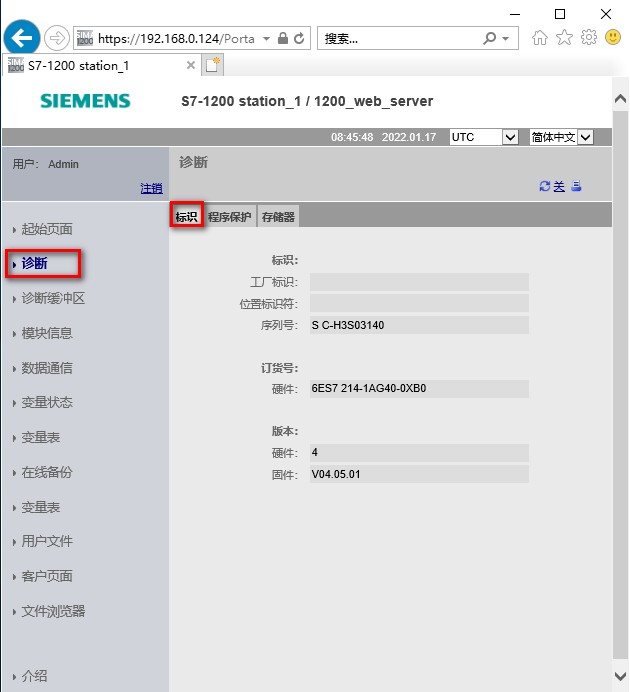 https://192.168.0.124/Porta
搜索...
S7-1200 station_1
SIEMENS
S7-1200 station_1 / 1200_web_server
08:45:48 2022.01.17
UTC
简体中文
用户: Admin
注销
诊断
关
起始页面
诊断
诊断缓冲区
模块信息
数据通信
变量状态
变量表
在线备份
变量表
用户文件
客户页面
文件浏览器
介绍
标识 程序保护 存储器
标识:
工厂标识:
位置标识符:
序列号: S C-H3S03140
订货号:
硬件: 6ES7 214-1AG40-0XB0
版本:
硬件: 4
固件: V04.05.01